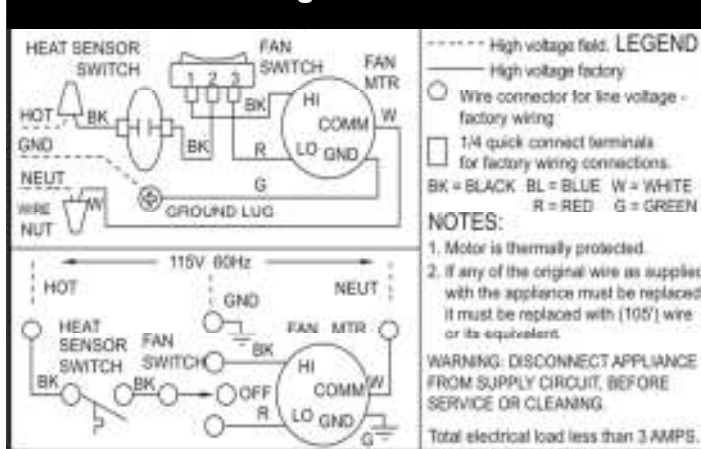 HEAT SENSOR
SWITCH
FAN
SWITCH
FAN
MTR
1 2 3
HOT
BK
BK
BK
HI
COMM
W
GND
R
LO GND
NEUT
G
WIRE
NUT
W
GROUND LUG
115V 60Hz
HOT
GND
NEUT
HEAT
SENSOR
SWITCH
FAN
SWITCH
BK
FAN MTR
HI
BK
BK
OFF
COMM
W
R
LO GND
G
High voltage field. LEGEND
High voltage factory
Wire connector for line voltage -
factory wiring
1/4 quick connect terminals
for factory wiring connections.
BK = BLACK BL = BLUE W = WHITE
R = RED G = GREEN
NOTES:
1. Motor is thermally protected.
2. If any of the original wire as supplied
with the appliance must be replaced
it must be replaced with (105') wire
or its equivalent.
WARNING: DISCONNECT APPLIANCE
FROM SUPPLY CIRCUIT, BEFORE
SERVICE OR CLEANING.
Total electrical load less than 3 AMPS.